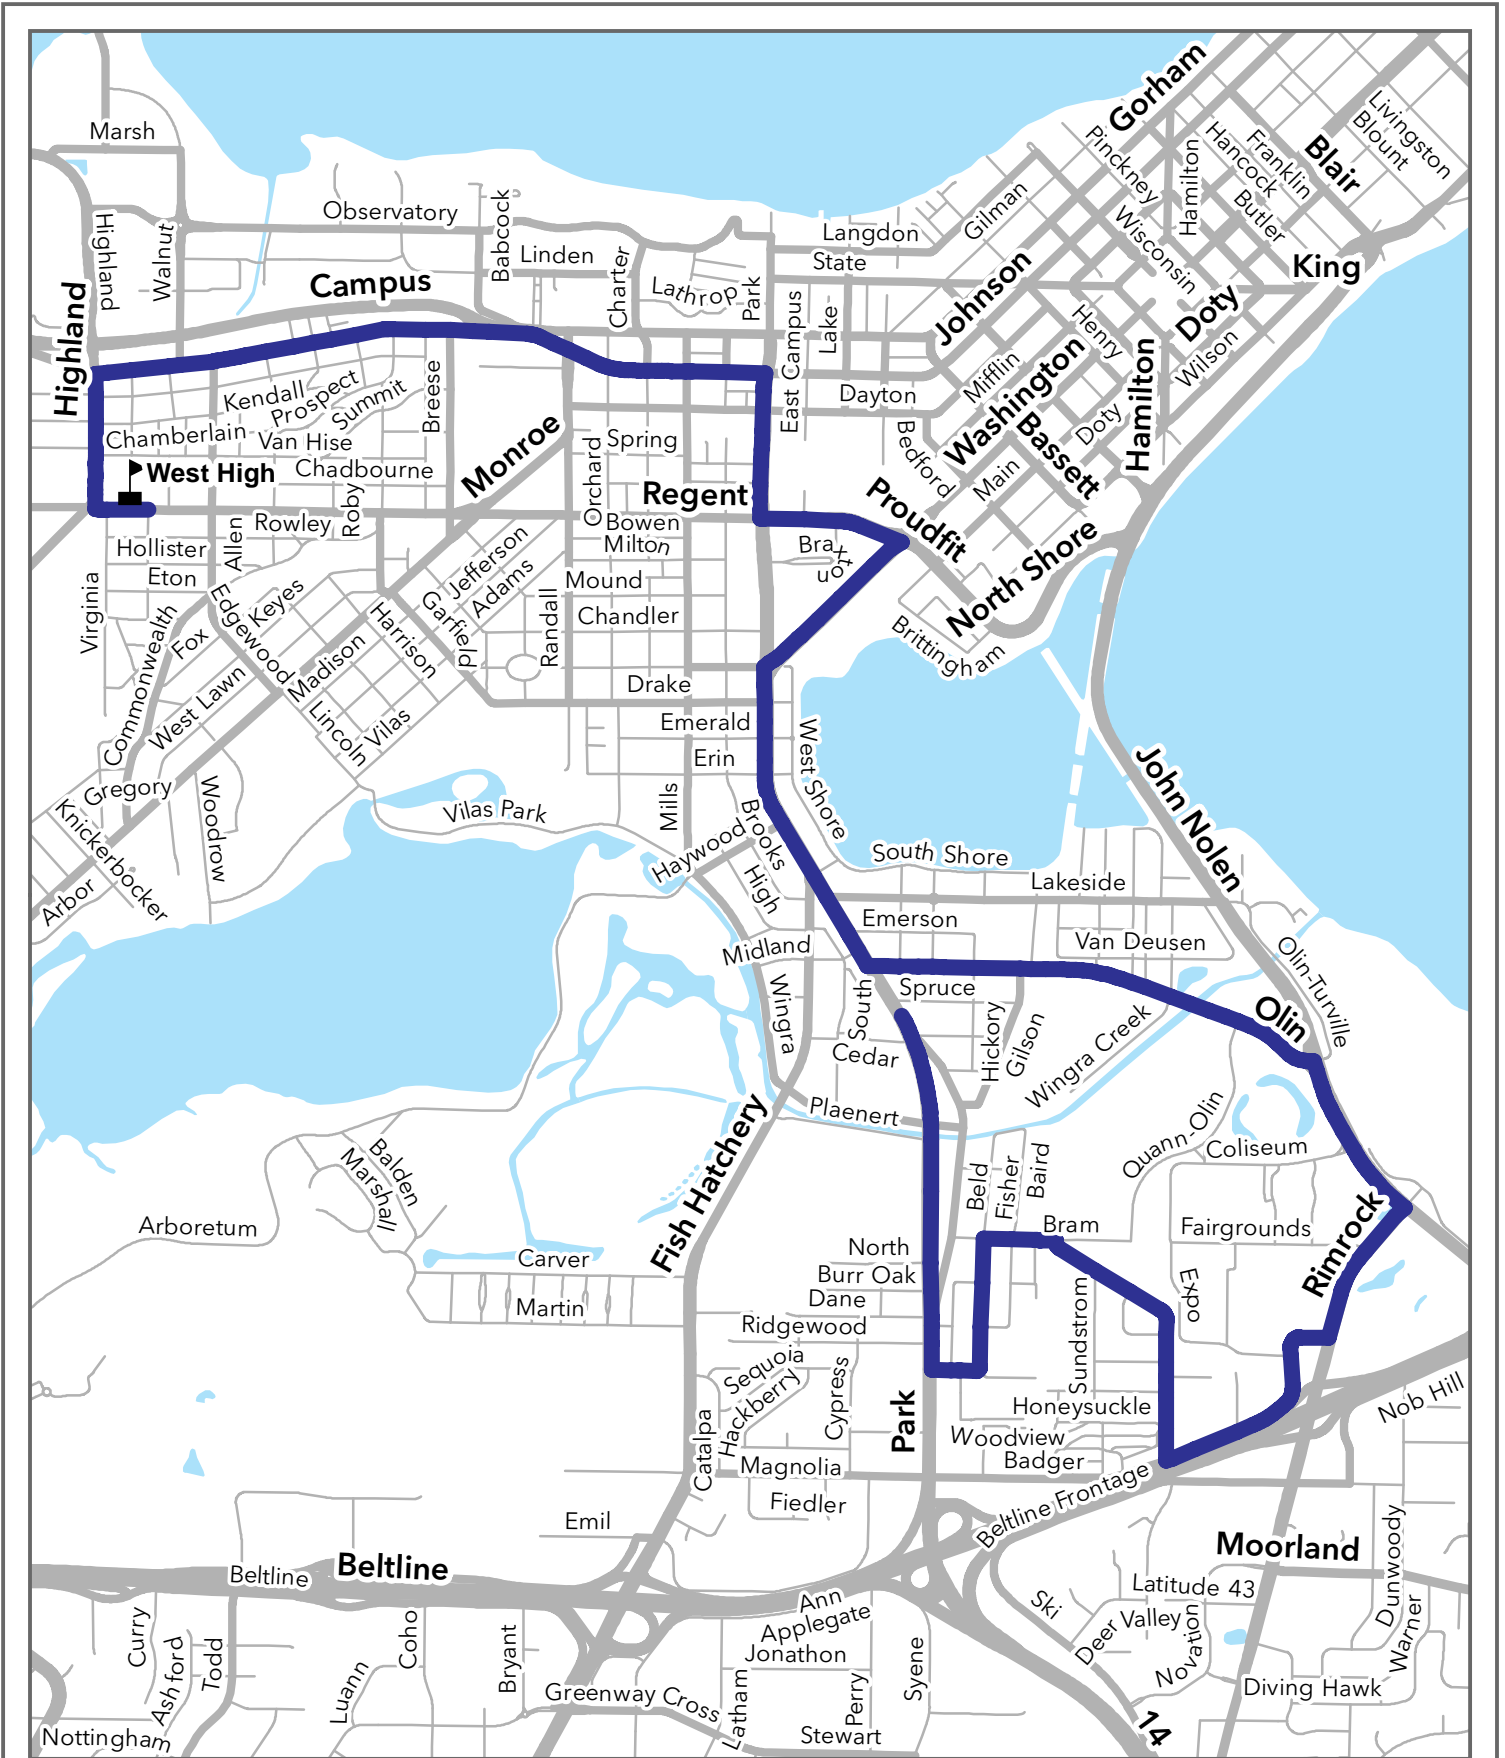 Gorham
Livingston
Blount
Marsh
Pinckney
Hamilton
Hancock
Franklin
Blair
Butler
Highland
Walnut
Observatory
Babcock
Linden
Charter
Lathrop
Park
Langdon
State
Gilman
Wisconsin
King
Campus
Highland
East Campus
Lake
Johnson
Henry
Doty
Wilson
Mifflin
Washington
Hamilton
Kendall
Prospect
Summit
Breese
Dayton
Bassett
Doty
Chamberlain
Van Hise
Monroe
Spring
Bedford
Main
West High
Chadbourne
Roby
Orchard
Regent
Proudfit
Rowley
Bowen
Milton
Braxton
North Shore
Hollister
Allen
Eton
Jefferson
Adams
Mound
Virginia
Edgewood
Keyes
Garfield
Harrison
Randall
Chandler
Brittingham
Commonwealth
Fox
West Lawn
Madison
Drake
Lincoln
Vilas
Emerald
Erin
West Shore
John Nolen
Gregory
Knickerbocker
Woodrow
Vilas Park
Mills
Brooks
Haywood
High
South Shore
Lakeside
Arbor
Emerson
Midland
Van Deusen
Olin-Turville
Wingra
South
Spruce
Olin
Hickory
Gilson
Wingra Creek
Cedar
Plaenert
Quann-Olin
Coliseum
Balden
Marshall
Fish Hatchery
Beld
Fisher
Baird
Arboretum
Bram
Fairgrounds
Rimrock
Carver
North
Burr Oak
Martin
Dane
Sundstrom
Expo
Ridgewood
Sequoia
Hackberry
Cypress
Park
Honeysuckle
Nob Hill
Catalpa
Woodview
Badger
Magnolia
Beltline Frontage
Fiedler
Emil
Moorland
Dunwoody
Beltline
Beltline
Latitude 43
Ann
Applegate
Ski
Deer Valley
Novation
Warner
Curry
Ashford
Todd
Coho
Luann
Bryant
Jonathon
Syene
Greenway Cross
Latham
Perry
Diving Hawk
Nottingham
Stewart
14